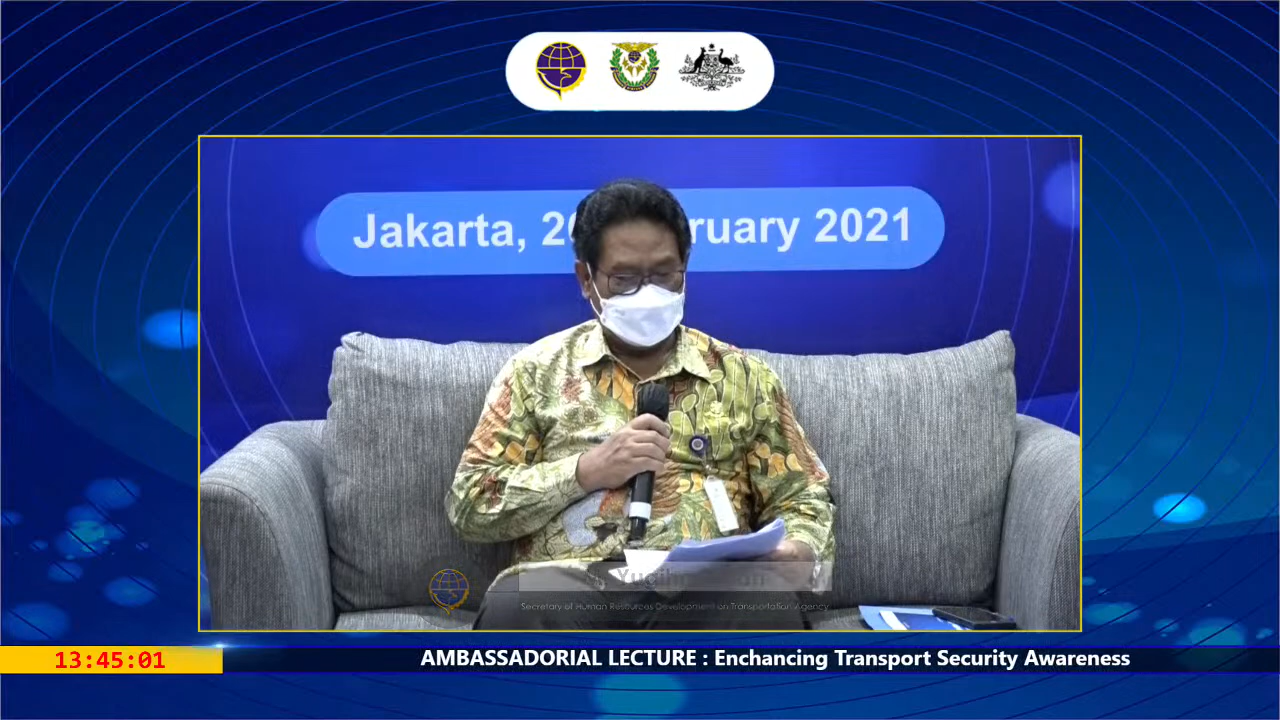 Jakarta, 2 ruary 2021
Secretary of Human Resources Development on Transportation Agency
13:45:01
AMBASSADORIAL LECTURE : Enchancing Transport Security Awareness